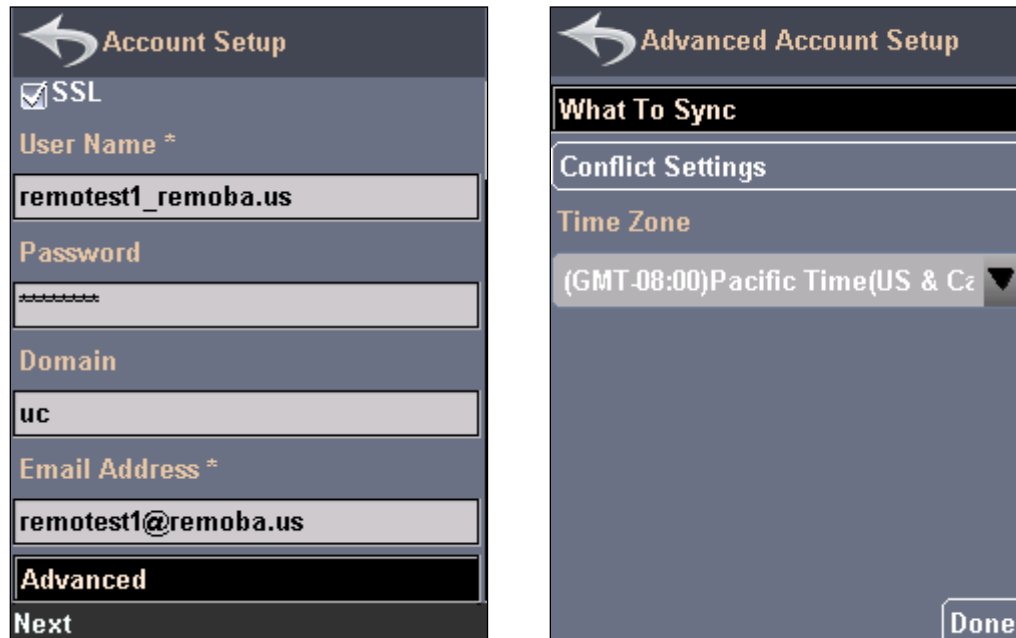 Account Setup
SSL
User Name *
remotest1_remoba.us
Password
*********
Domain
uc
Email Address *
remotest1@remoba.us
Advanced
Next
Advanced Account Setup
What To Sync
Conflict Settings
Time Zone
(GMT-08:00)Pacific Time(US & Ca
Done